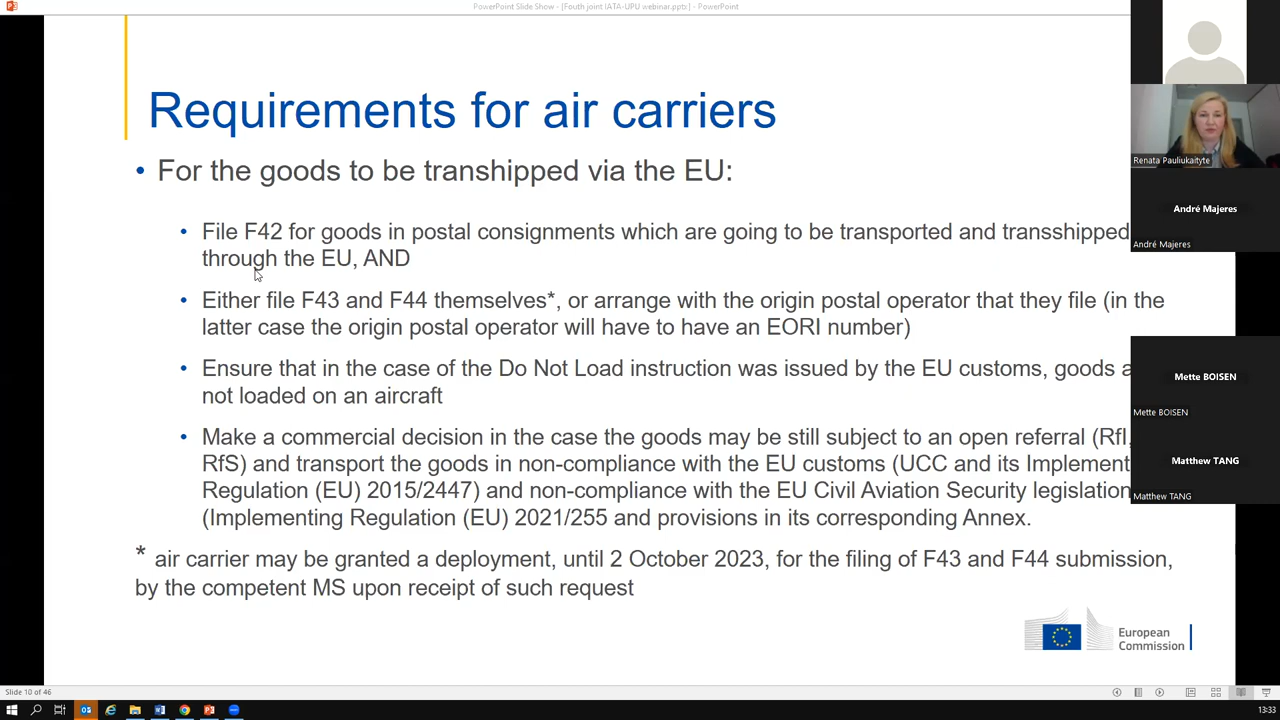 PowerPoint Slide Show - [Fouth joint IATA-UPU webinar.pptx] - PowerPoint
Requirements for air carriers
• For the goods to be transhipped via the EU:
• File F42 for goods in postal consignments which are going to be transported and transshipped
through the EU, AND
• Either file F43 and F44 themselves*, or arrange with the origin postal operator that they file (in the
latter case the origin postal operator will have to have an EORI number)
• Ensure that in the case of the Do Not Load instruction was issued by the EU customs, goods a
not loaded on an aircraft
• Make a commercial decision in the case the goods may be still subject to an open referral (RfI,
RfS) and transport the goods in non-compliance with the EU customs (UCC and its Implement
Regulation (EU) 2015/2447) and non-compliance with the EU Civil Aviation Security legislation
(Implementing Regulation (EU) 2021/255 and provisions in its corresponding Annex.
* air carrier may be granted a deployment, until 2 October 2023, for the filing of F43 and F44 submission,
by the competent MS upon receipt of such request
European
Commission
Renata Pauliukaityte
André Majeres
André Majeres
Mette BOISEN
Mette BOISEN
Matthew TANG
Matthew TANG
Slide 10 of 46
13:33